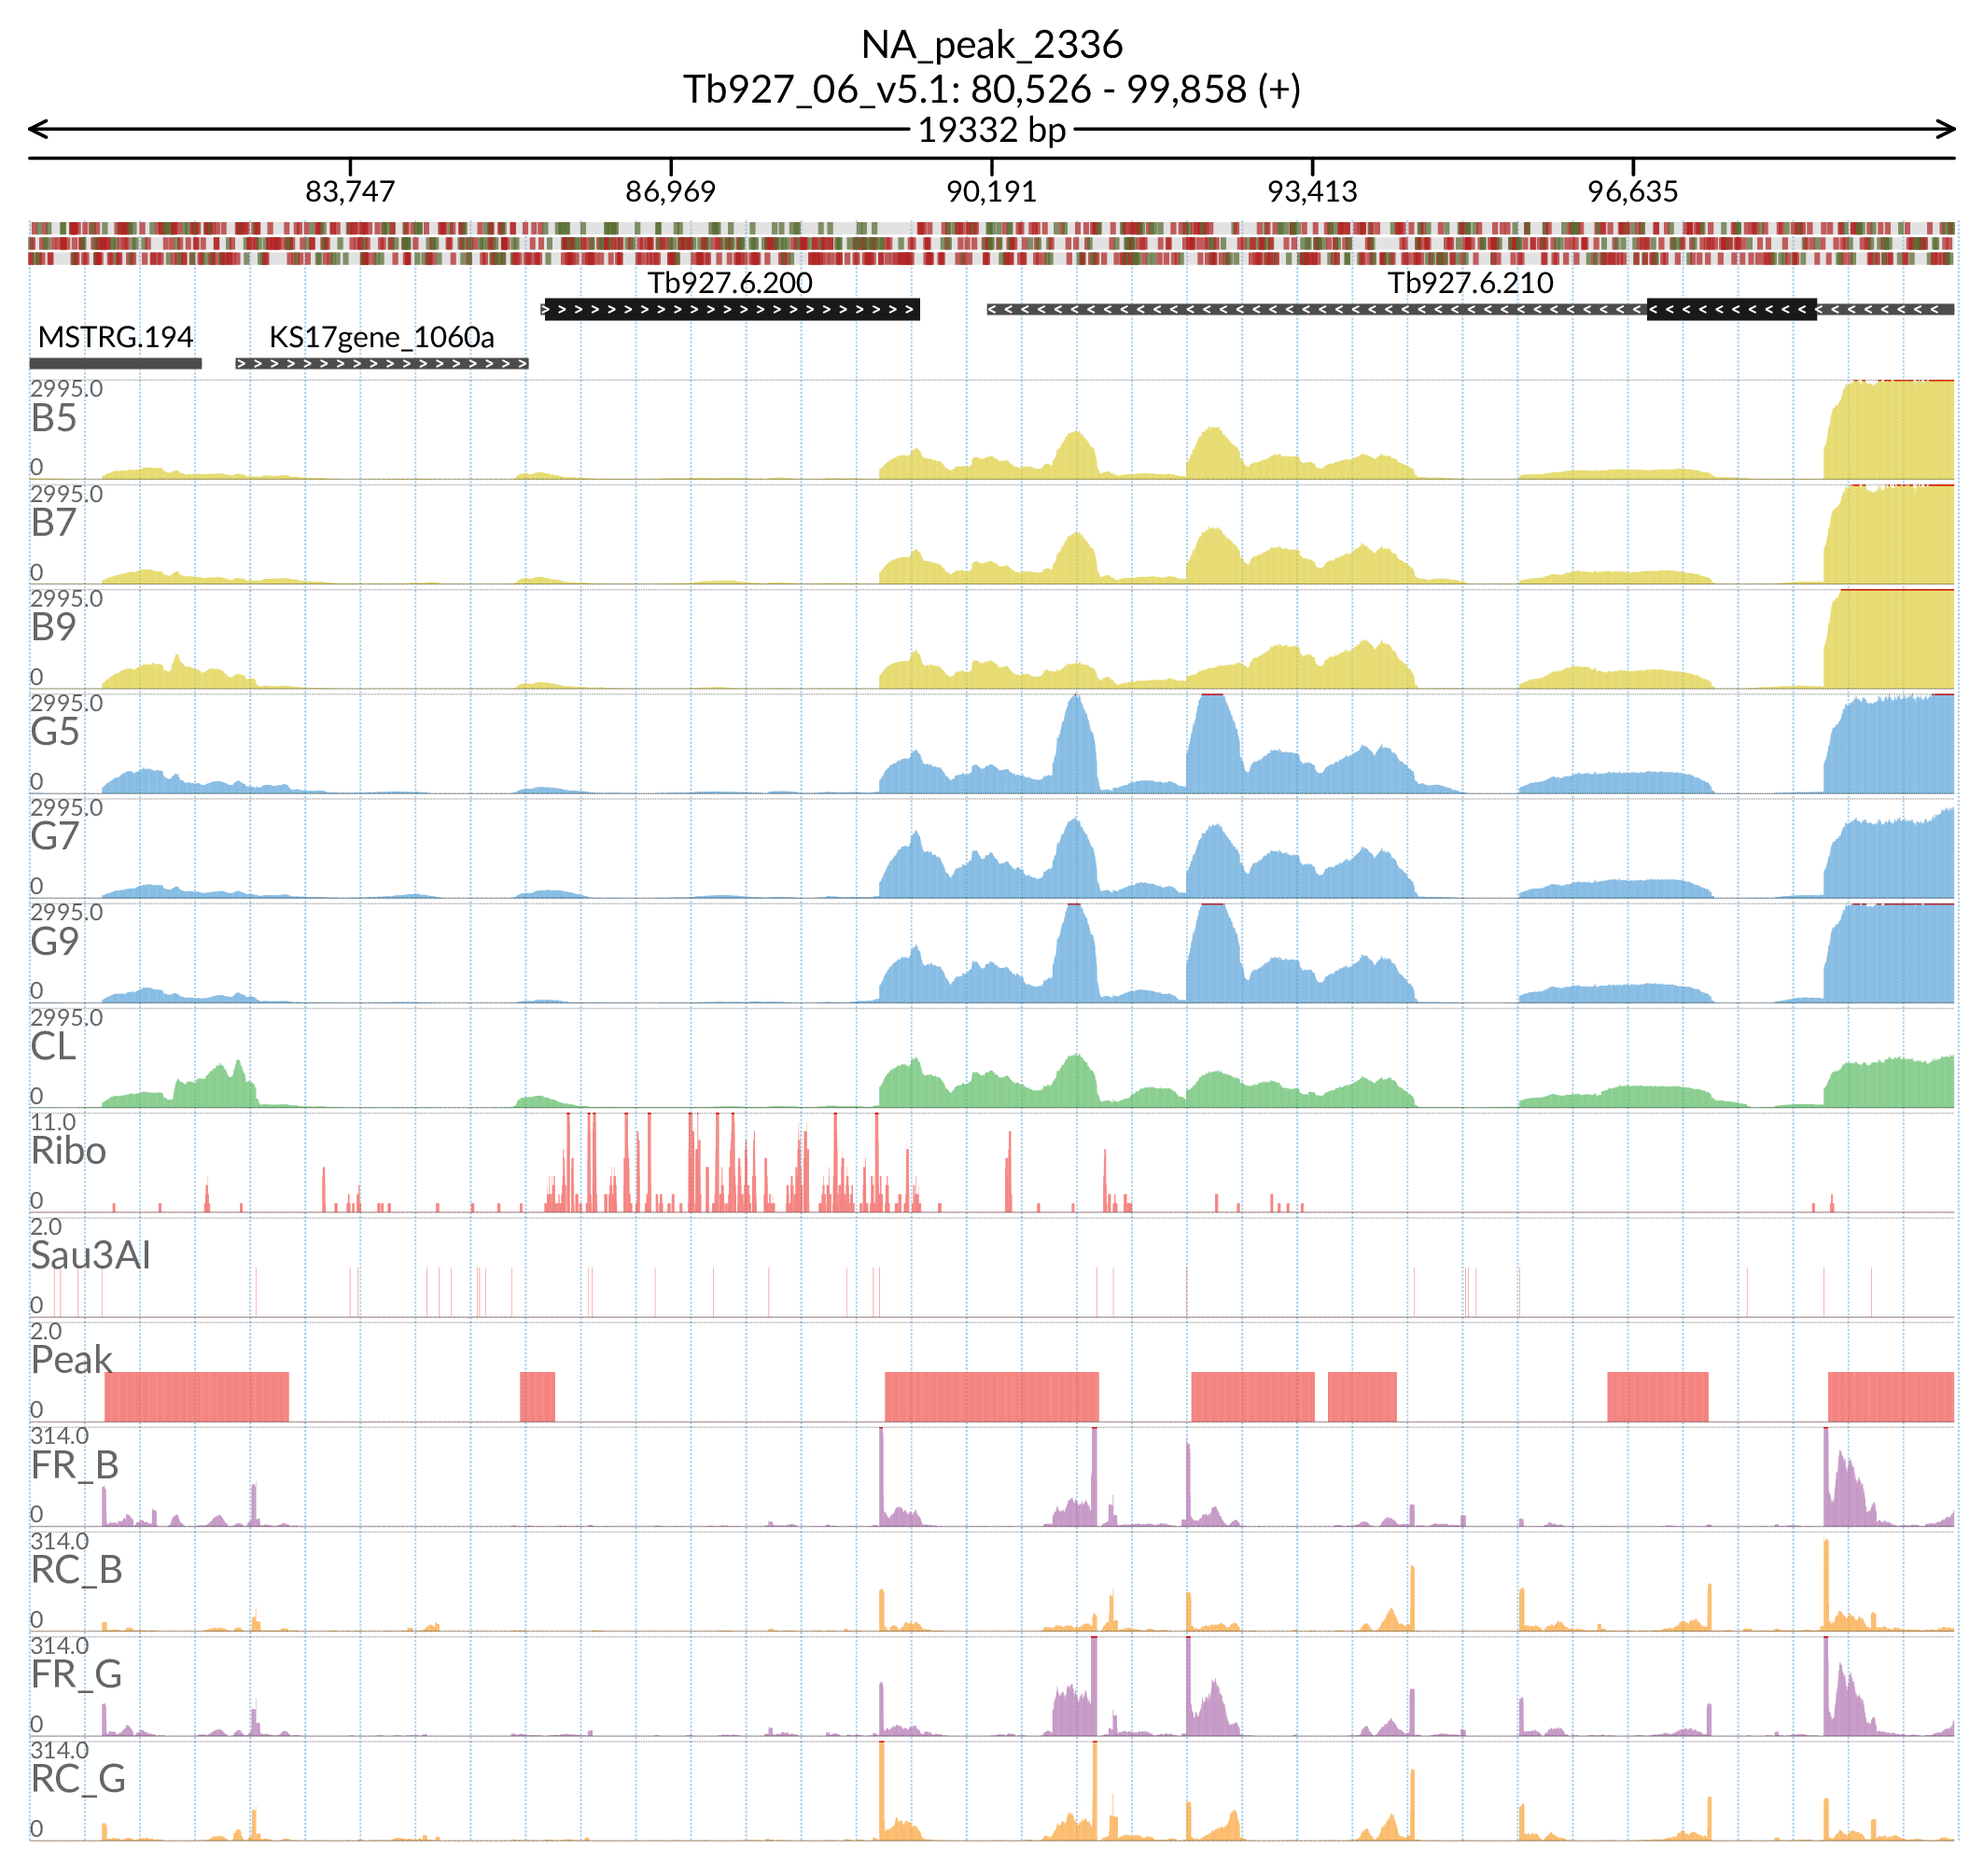 NA_peak_2336
Tb927_06_v5.1: 80,526 - 99,858 (+)
19332 bp
83,747 86,969 90,191 93,413 96,635
Tb927.6.200 Tb927.6.210
MSTRG.194 KS17gene_1060a
2995.0
B5
0
2995.0
B7
0
2995.0
B9
0
2995.0
G5
0
2995.0
G7
0
2995.0
G9
0
2995.0
CL
0
11.0
Ribo
0
2.0
Sau3AI
0
2.0
Peak
0
314.0
FR_B
0
314.0
RC_B
0
314.0
FR_G
0
314.0
RC_G
0